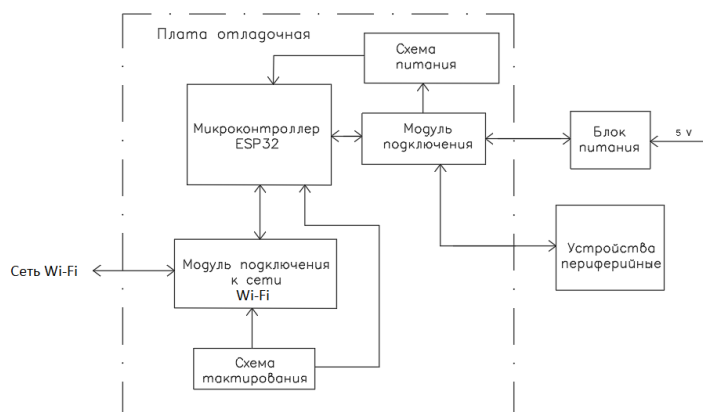 Плата отладочная
Схема
питания
Микроконтроллер
ESP32
Модуль
подключения
Блок
питания
5 V
Устройства
периферийные
Сеть Wi-Fi
Модуль подключения
к сети
Wi-Fi
Схема
тактирования